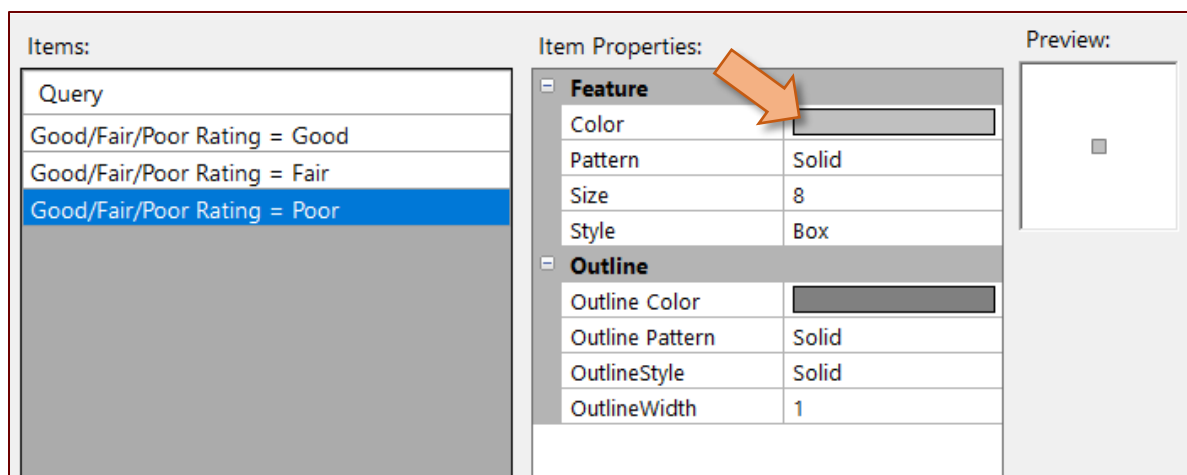 Items:
Query
Good/Fair/Poor Rating = Good
Good/Fair/Poor Rating = Fair
Good/Fair/Poor Rating = Poor
Item Properties:
Feature
Color
Pattern Solid
Size 8
Style Box
Outline
Outline Color
Outline Pattern Solid
OutlineStyle Solid
OutlineWidth 1
Preview: